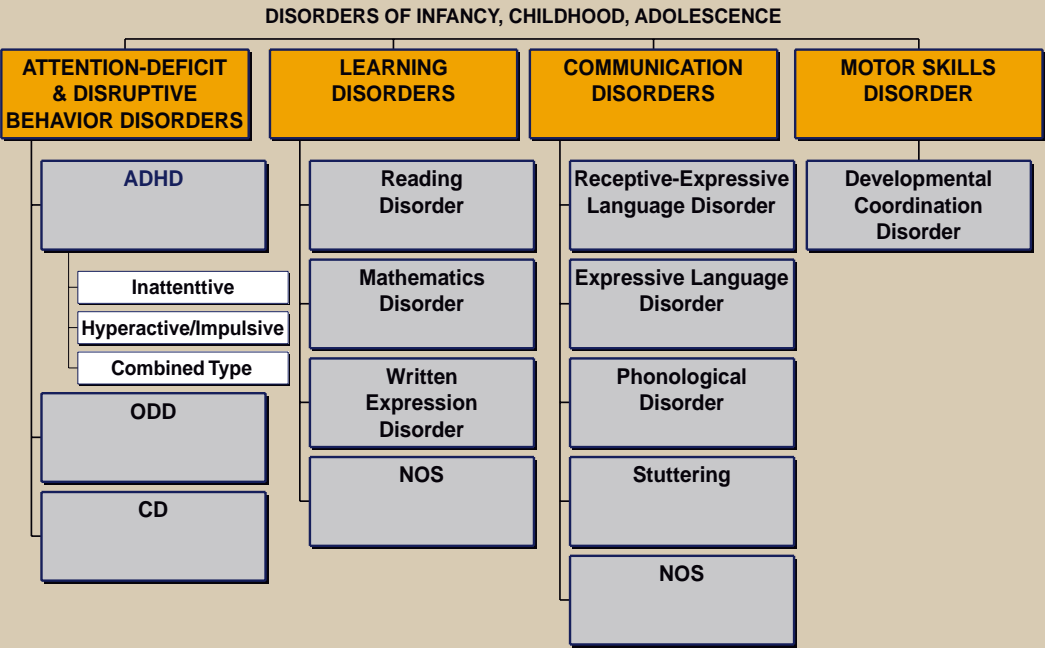 DISORDERS OF INFANCY, CHILDHOOD, ADOLESCENCE
ATTENTION-DEFICIT
& DISRUPTIVE
BEHAVIOR DISORDERS
ADHD
Inattenttive
Hyperactive/Impulsive
Combined Type
ODD
CD
LEARNING
DISORDERS
Reading
Disorder
Mathematics
Disorder
Written
Expression
Disorder
NOS
COMMUNICATION
DISORDERS
Receptive-Expressive
Language Disorder
Expressive Language
Disorder
Phonological
Disorder
Stuttering
NOS
MOTOR SKILLS
DISORDER
Developmental
Coordination
Disorder